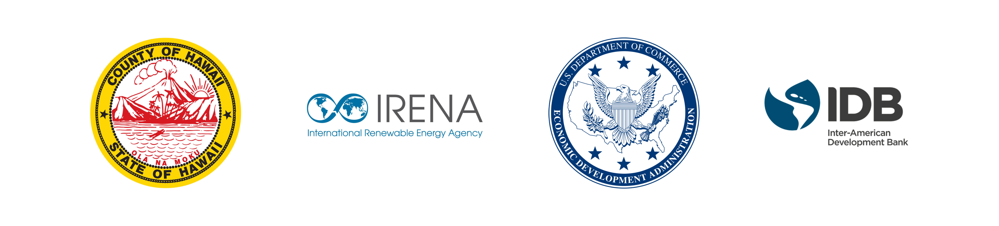 COUNTY OF HAWAII
OLA NA MOKU
STATE OF HAWAII
IRENA
International Renewable Energy Agency
U.S. DEPARTMENT OF COMMERCE
ECONOMIC DEVELOPMENT ADMINISTRATION
IDB
Inter-American
Development Bank